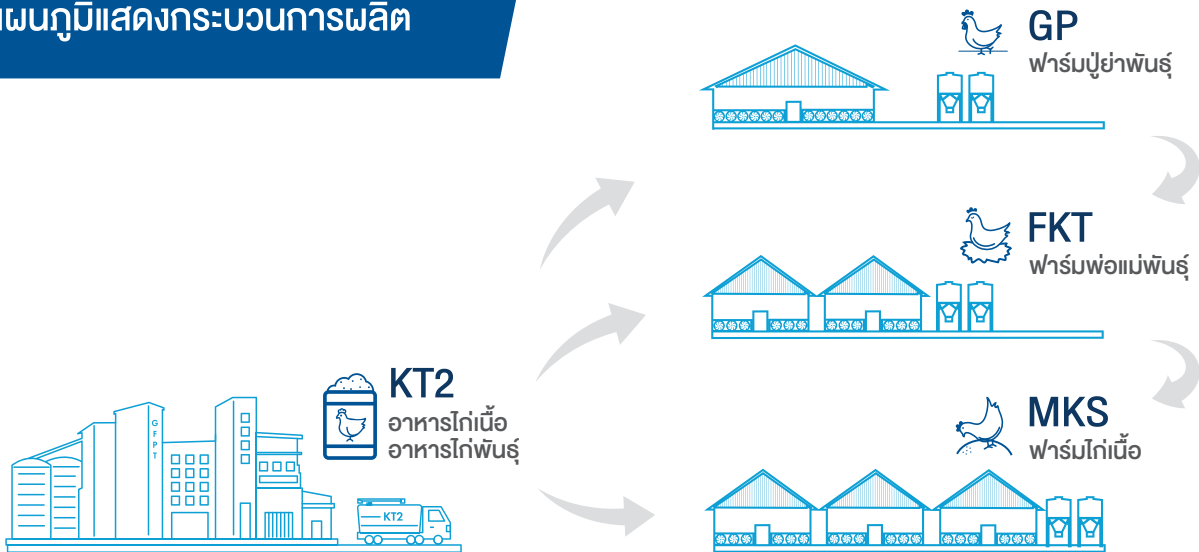 แผนภูมิแสดงกระบวนการผลิต
GP
ฟาร์มปู่ย่าพันธุ์
FKT
ฟาร์มพ่อแม่พันธุ์
KT2
อาหารไก่เนื้อ
อาหารไก่พันธุ์
MKS
ฟาร์มไก่เนื้อ
GFPT
KT2